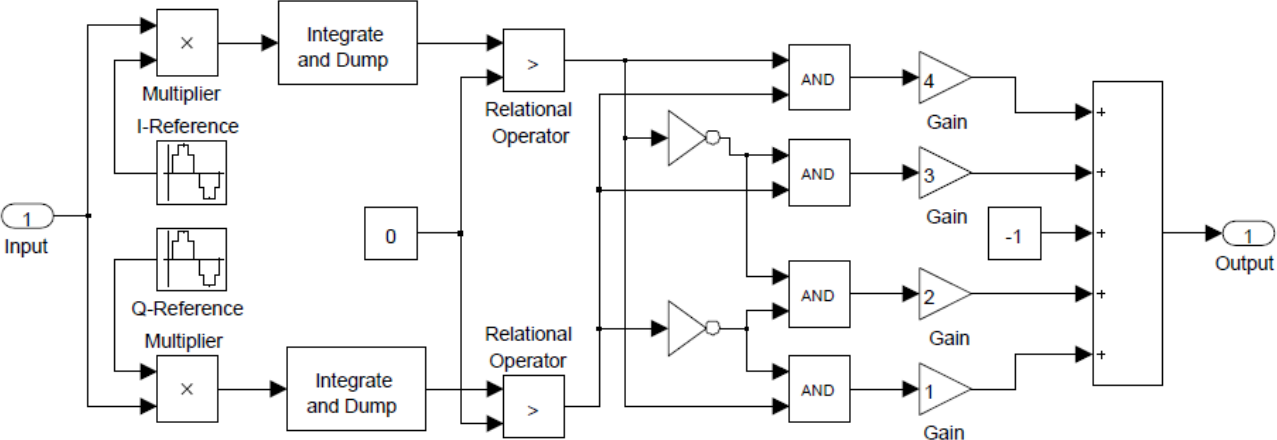 ×
Multiplier
I-Reference
Integrate
and Dump
>
Relational
Operator
AND
4
Gain
+
AND
3
Gain
+
1
Input
0
-1
+
1
Output
Q-Reference
Multiplier
×
Integrate
and Dump
Relational
Operator
>
AND
2
Gain
+
AND
1
Gain
+